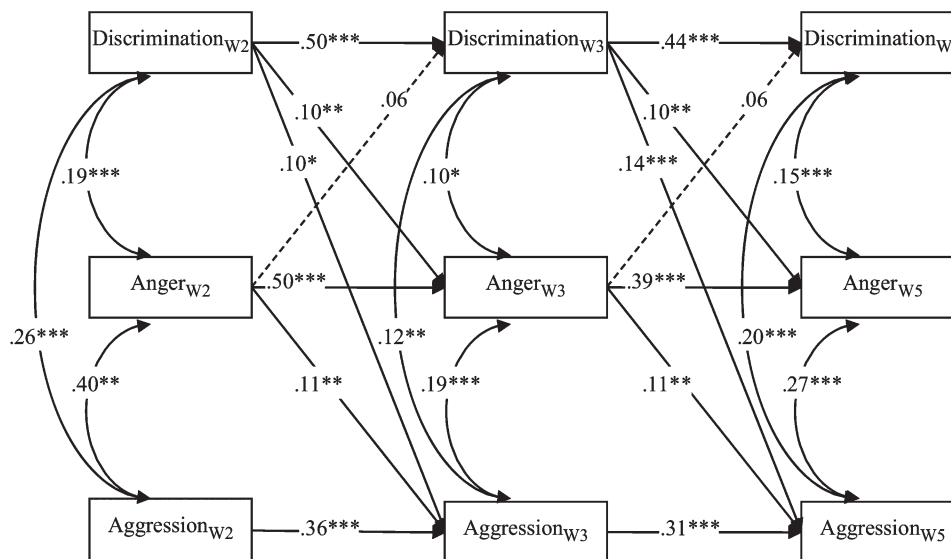 Discrimination W2 .50*** Discrimination W3 .44*** Discrimination W
.10** .06 .10** .06
.10* .14***
.19*** .10* .15***
Anger W2 .50*** Anger W3 .39*** Anger W5
.26*** .12** .20***
.40** .11** .19*** .11** .27***
Aggression W2 .36*** Aggression W3 .31*** Aggression W5